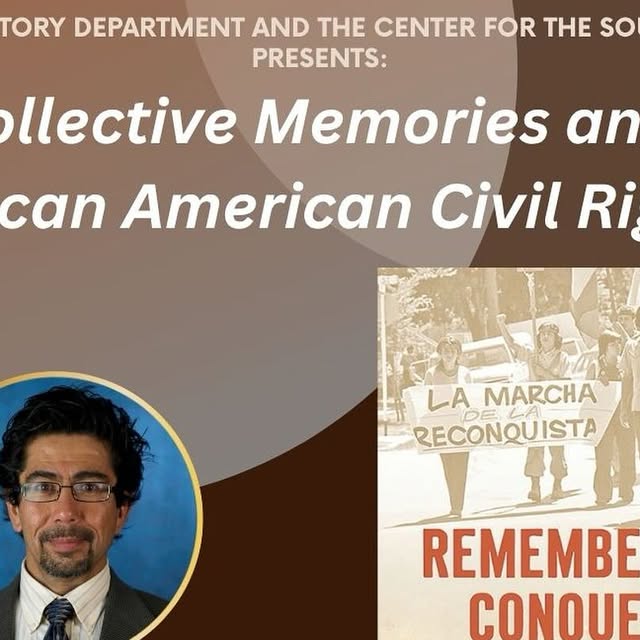 TORY DEPARTMENT AND THE CENTER FOR THE SOU
PRESENTS:
ollective Memories an
can American Civil Rig
LA MARCHA
DE LA
RECONQUISTA
REMEMBE
CONQUE